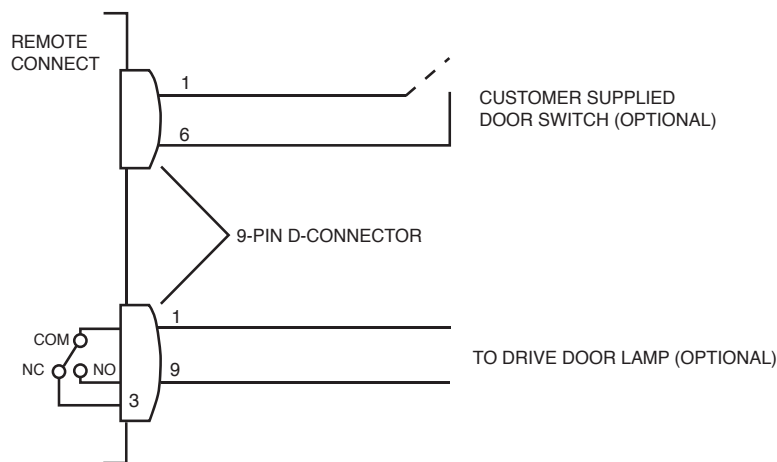 REMOTE
CONNECT
1
CUSTOMER SUPPLIED
DOOR SWITCH (OPTIONAL)
6
9-PIN D-CONNECTOR
1
COM
TO DRIVE DOOR LAMP (OPTIONAL)
NC
NO
9
3